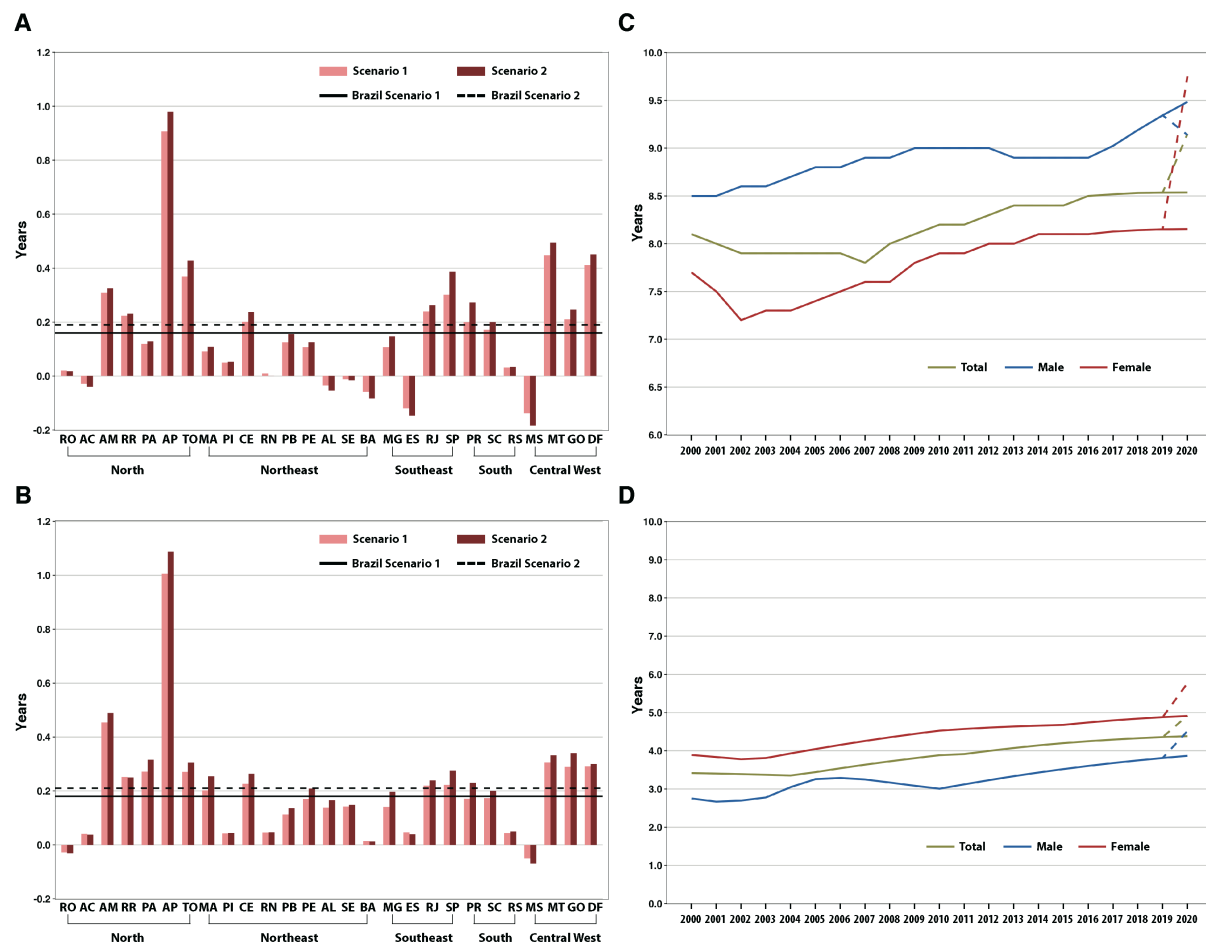 A
1.2
1.0
0.8
0.6
0.4
0.2
0.0
-0.2
Years
Scenario 1 Scenario 2
Brazil Scenario 1 Brazil Scenario 2
RO AC AM RR PA AP TO MA PI CE RN PB PE AL SE BA MG ES RJ SP PR SC RS MS MT GO DF
North Northeast Southeast South Central West
B
1.2
1.0
0.8
0.6
0.4
0.2
0.0
-0.2
Years
Scenario 1 Scenario 2
Brazil Scenario 1 Brazil Scenario 2
RO AC AM RR PA AP TO MA PI CE RN PB PE AL SE BA MG ES RJ SP PR SC RS MS MT GO DF
North Northeast Southeast South Central West
C
10.0
9.5
9.0
8.5
8.0
7.5
7.0
6.5
6.0
Years
Total Male Female
2000 2001 2002 2003 2004 2005 2006 2007 2008 2009 2010 2011 2012 2013 2014 2015 2016 2017 2018 2019 2020
D
10.0
9.0
8.0
7.0
6.0
5.0
4.0
3.0
2.0
1.0
0.0
Years
Total Male Female
2000 2001 2002 2003 2004 2005 2006 2007 2008 2009 2010 2011 2012 2013 2014 2015 2016 2017 2018 2019 2020